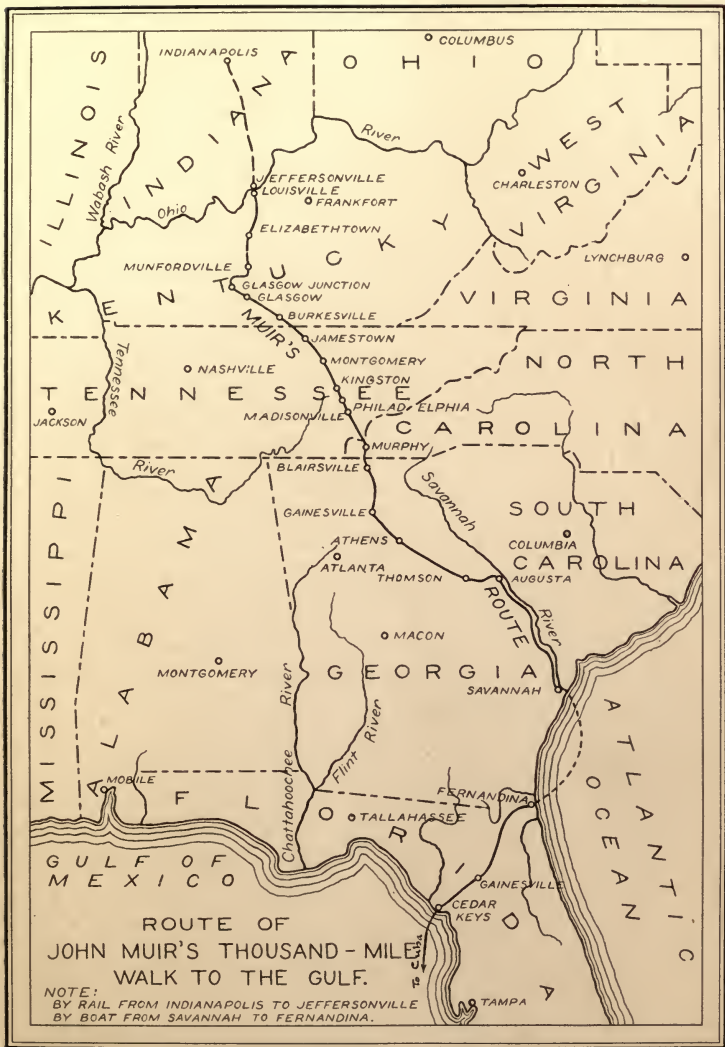 INDIANAPOLIS
COLUMBUS
OHIO
ILLINOIS
INDIANA
Wabash River
River
WEST
VIRGINIA
CHARLESTON
JEFFERSONVILLE
LOUISVILLE
FRANKFORT
Ohio
ELIZABETHTOWN
LYNCHBURG
MUNFORDVILLE
GLASGOW JUNCTION
GLASGOW
KENTUCKY
VIRGINIA
BURKESVILLE
MUIR'S
JAMESTOWN
Tennessee
MONTGOMERY
NORTH
NASHVILLE
KINGSTON
TENNESSEE
JACKSON
PHILADELPHIA
MADISONVILLE
CAROLINA
MURPHY
River
BLAIRSVILLE
Savannah
SOUTH
GAINESVILLE
ATHENS
COLUMBIA
ATLANTA
CAROLINA
THOMSON
AUGUSTA
MISSISSIPPI
ALABAMA
ROUTE
River
MACON
MONTGOMERY
River
GEORGIA
SAVANNAH
Flint
River
ATLANTIC
OCEAN
MOBILE
Chattahoochee
FERNANDINA
FLORIDA
TALLAHASSEE
GULF OF
MEXICO
GAINESVILLE
CEDAR
KEYS
To Cuba
ROUTE OF
JOHN MUIR'S THOUSAND-MILE
WALK TO THE GULF.
NOTE:
BY RAIL FROM INDIANAPOLIS TO JEFFERSONVILLE
BY BOAT FROM SAVANNAH TO FERNANDINA.
TAMPA